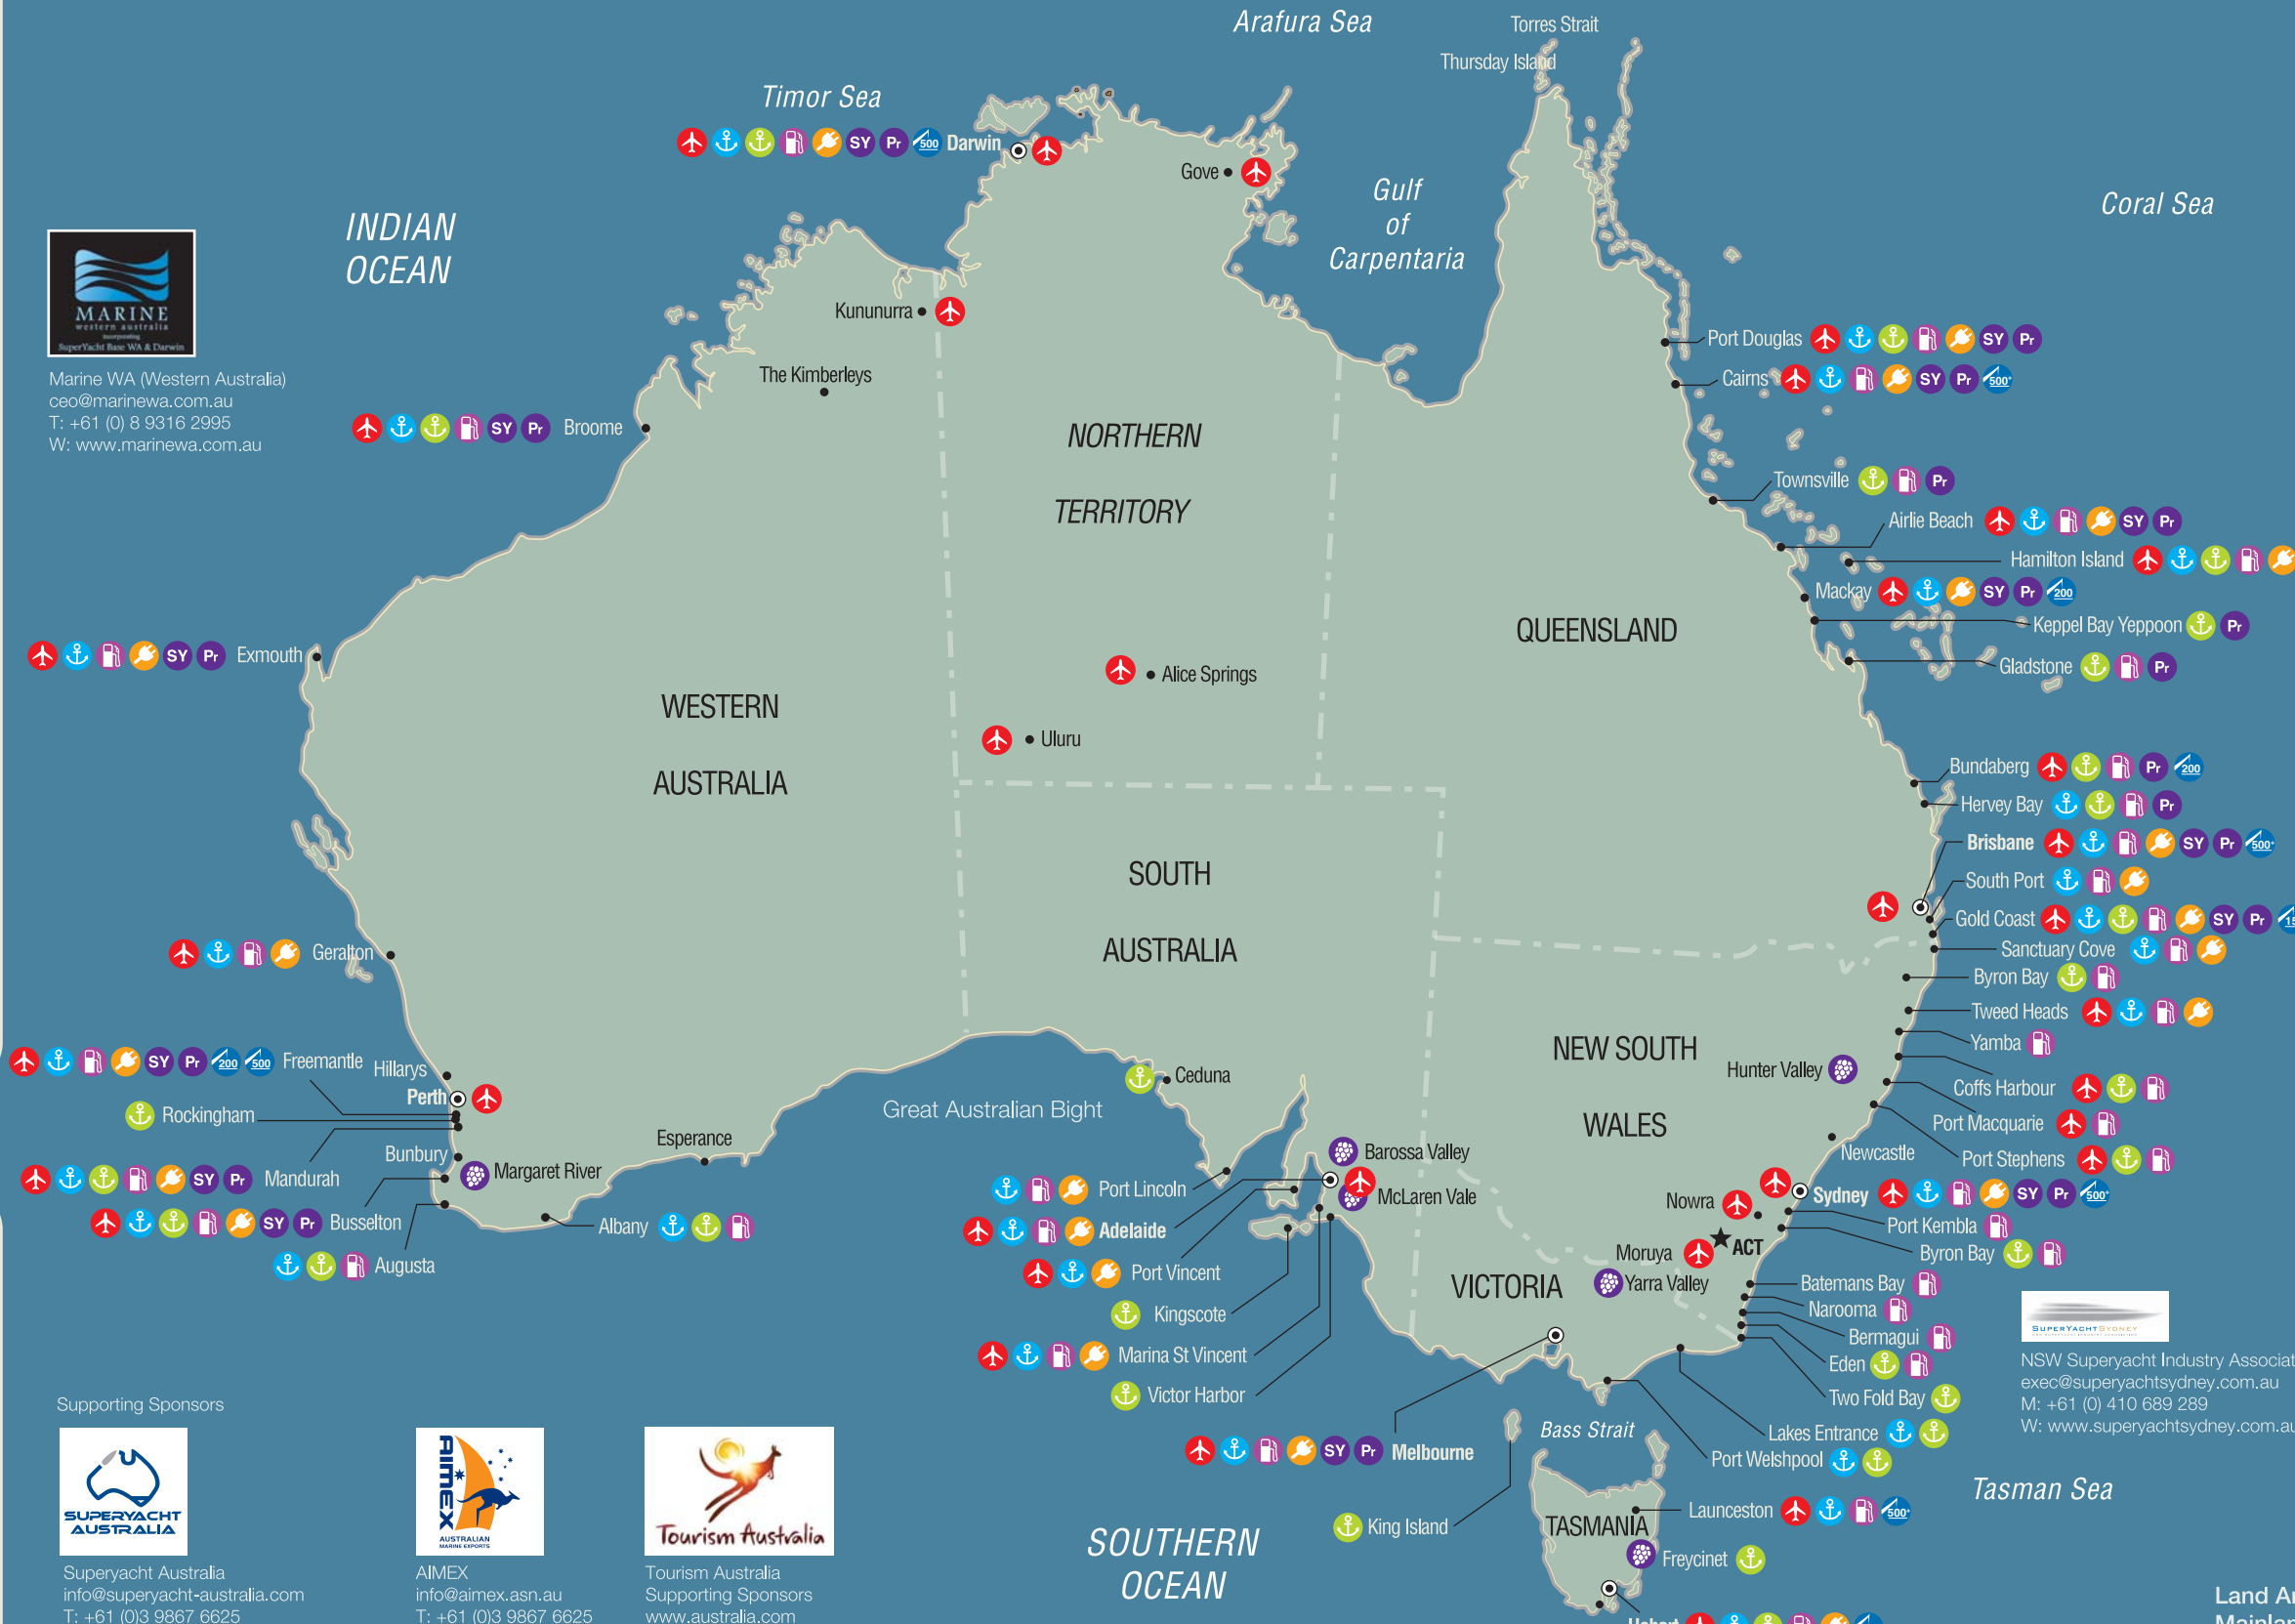 Arafura Sea
Torres Strait
Thursday Island
Timor Sea
500 Darwin
SY Pr
Gove
Gulf
of
Carpentaria
Coral Sea
INDIAN
OCEAN
MARINE
western australia
incorporating
SuperYacht Base WA & Darwin
Marine WA (Western Australia)
ceo@marinewa.com.au
T: +61 (0) 8 9316 2995
W: www.marinewa.com.au
Kununurra
The Kimberleys
SY Pr Broome
NORTHERN
TERRITORY
Port Douglas SY Pr
Cairns SY Pr 500+
Townsville Pr
Airlie Beach SY Pr
Hamilton Island
Mackay SY Pr 200
Keppel Bay Yeppoon Pr
Gladstone Pr
QUEENSLAND
SY Pr Exmouth
Alice Springs
Uluru
WESTERN
AUSTRALIA
SOUTH
AUSTRALIA
Bundaberg Pr 200
Hervey Bay Pr
Brisbane SY Pr 500+
South Port
Gold Coast SY Pr
Sanctuary Cove
Byron Bay
Tweed Heads
Yamba
Coffs Harbour
Port Macquarie
Port Stephens
Newcastle
Geralton
SY Pr 200 500 Freemantle
Hillarys
Perth
Rockingham
Bunbury
SY Pr Mandurah
Margaret River
SY Pr Busselton
Augusta
Esperance
Albany
Great Australian Bight
Ceduna
NEW SOUTH
WALES
Hunter Valley
Barossa Valley
McLaren Vale
Port Lincoln
Adelaide
Port Vincent
Kingscote
Marina St Vincent
Victor Harbor
Nowra
Sydney SY Pr 500+
Port Kembla
Byron Bay
Moruya
ACT
Yarra Valley
VICTORIA
Batemans Bay
Narooma
Bermagui
Eden
Two Fold Bay
Lakes Entrance
Port Welshpool
SY Pr Melbourne
Bass Strait
King Island
TASMANIA
Launceston 500+
Freycinet
Hobart
SOUTHERN
OCEAN
Tasman Sea
SUPERYACHTSYDNEY
NSW Superyacht Industry Associat
exec@superyachtsydney.com.au
M: +61 (0) 410 689 289
W: www.superyachtsydney.com.au
Supporting Sponsors
SUPERYACHT
AUSTRALIA
Superyacht Australia
info@superyacht-australia.com
T: +61 (0)3 9867 6625
AIMEX
AUSTRALIAN
MARINE EXPORTS
AIMEX
info@aimex.asn.au
T: +61 (0)3 9867 6625
Tourism Australia
Tourism Australia
Supporting Sponsors
www.australia.com
Land